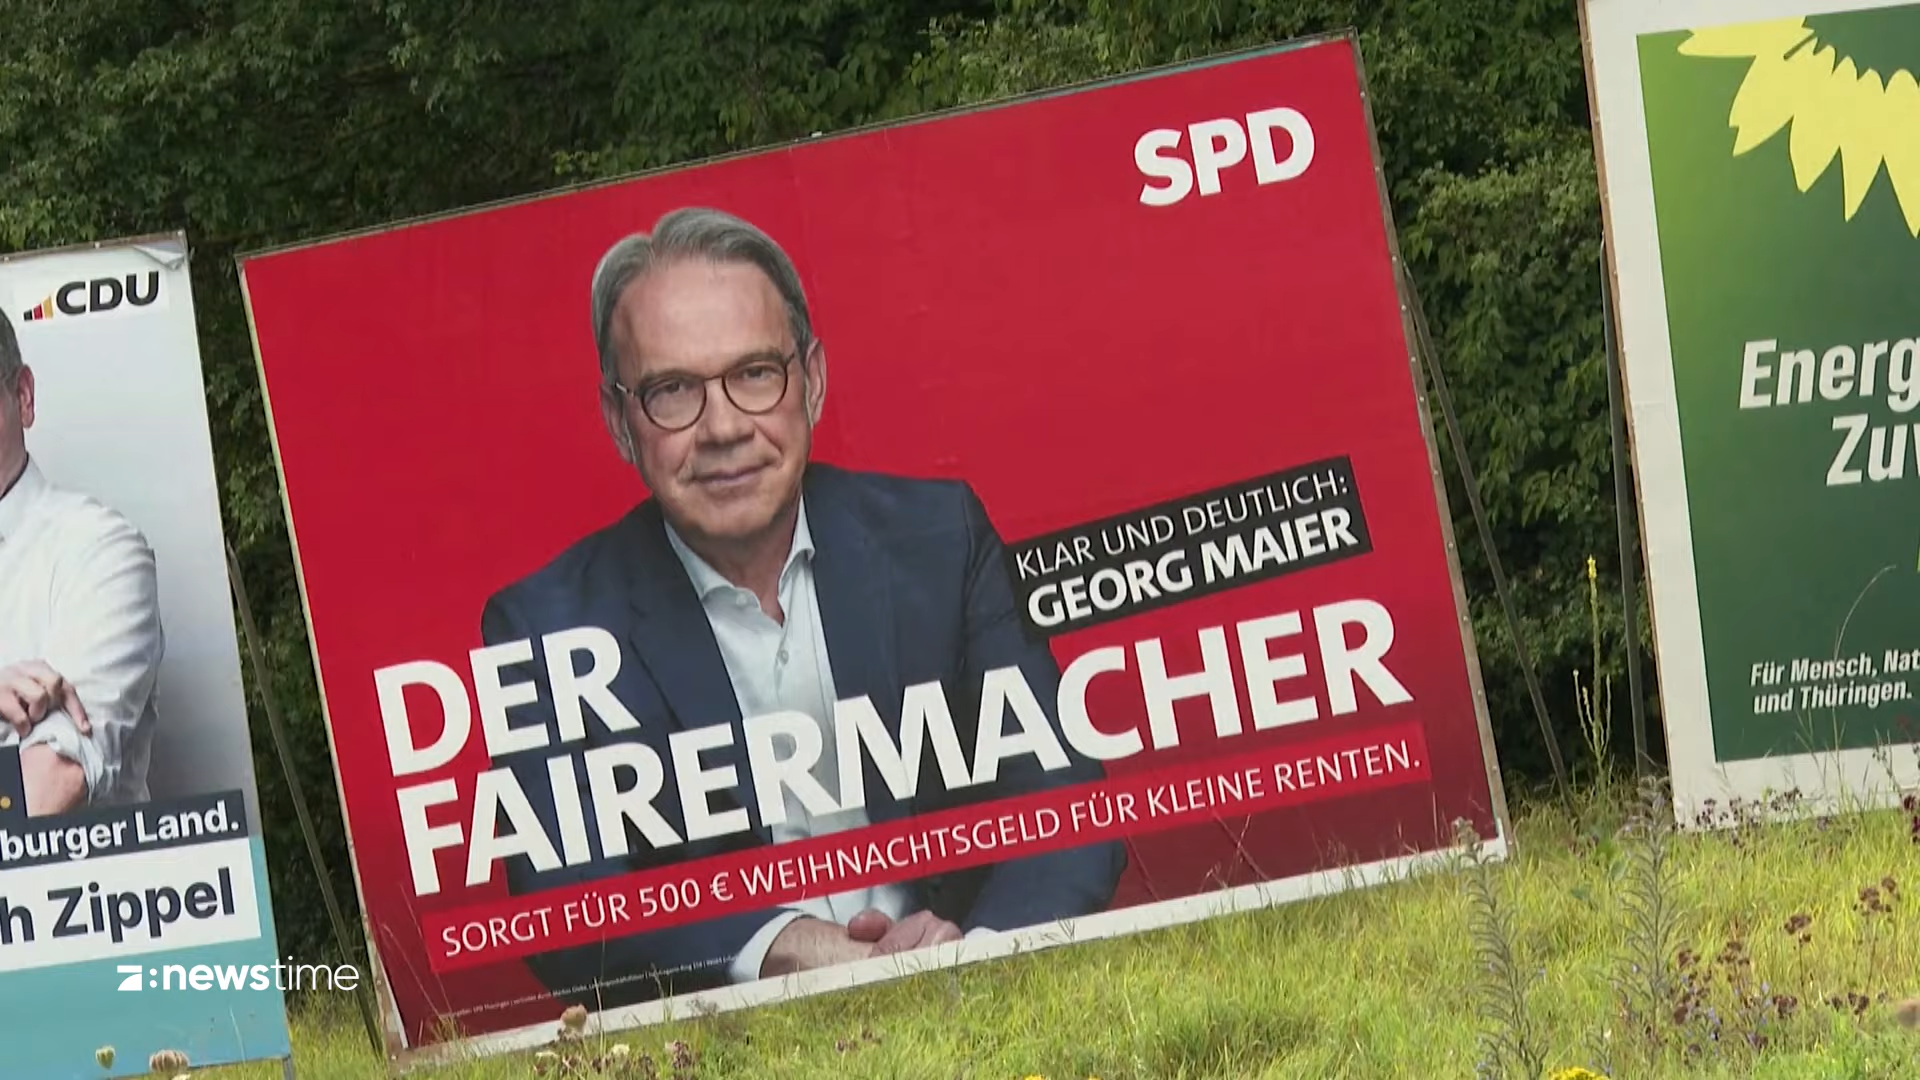 CDU
burger Land.
h Zippel
SPD
KLAR UND DEUTLICH:
GEORG MAIER
DER
FAIRERMACHER
SORGT FÜR 500 € WEIHNACHTSGELD FÜR KLEINE RENTEN.
Energ
Zuv
Für Mensch, Nat
und Thüringen.
:newstime